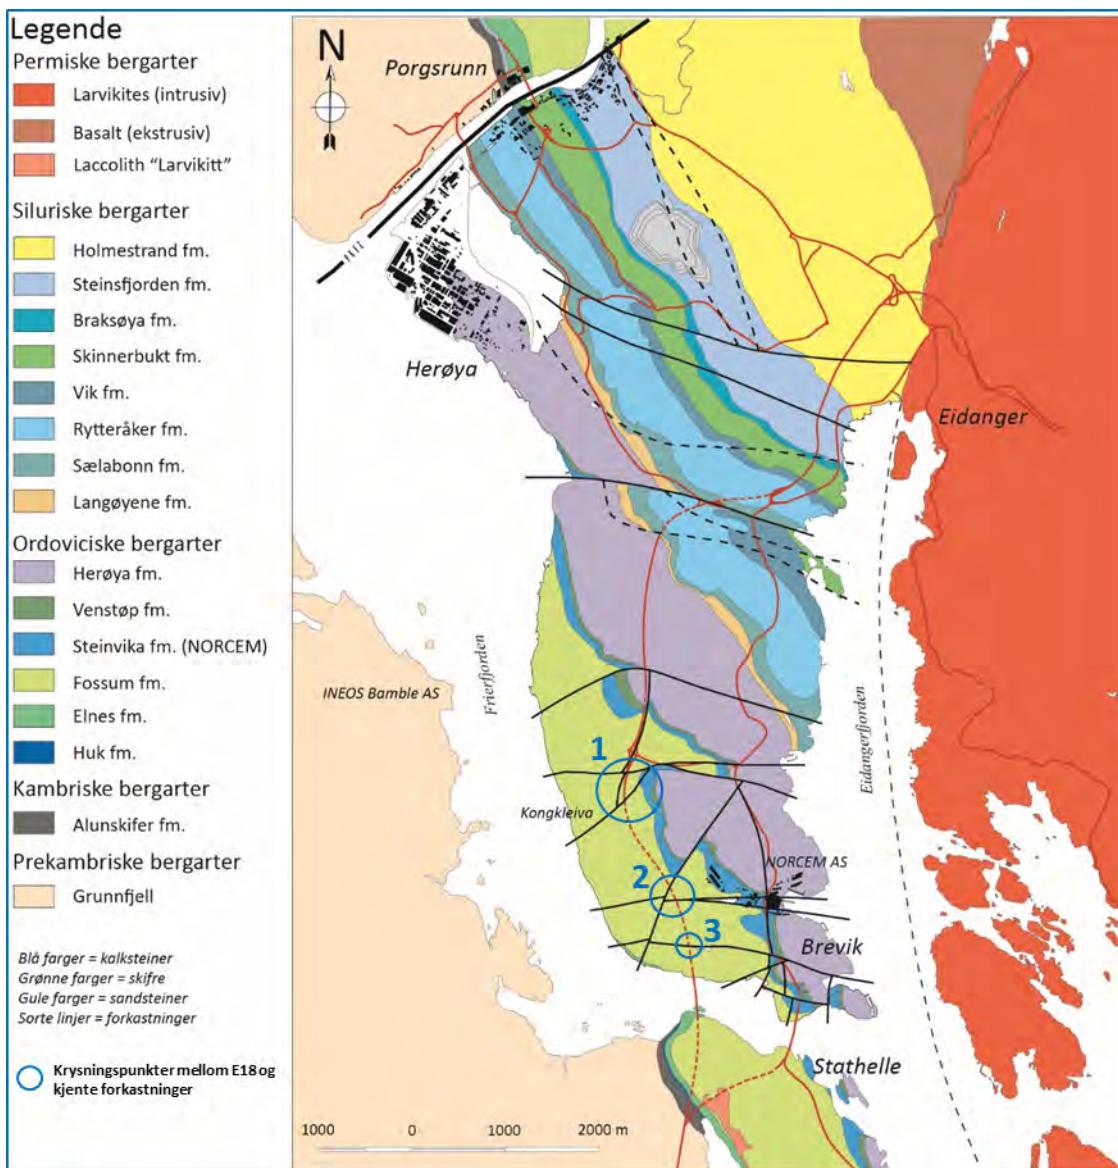 Legende
Permiske bergarter
Larvikites (intrusiv)
Basalt (ekstrusiv)
Laccolith "Larvikitt"
Siluriske bergarter
Holmestrand fm.
Steinsfjorden fm.
Braksøya fm.
Skinnerbukt fm.
Vik fm.
Rytteråker fm.
Sælabonn fm.
Langøyene fm.
Ordoviciske bergarter
Herøya fm.
Venstøp fm.
Steinvika fm. (NORCEM)
Fossum fm.
Elnes fm.
Huk fm.
Kambriske bergarter
Alunskifer fm.
Prekambriske bergarter
Grunnfjell
Blå farger = kalksteiner
Grønne farger = skifre
Gule farger = sandsteiner
Sorte linjer = forkastninger
Krysningspunkter mellom E18 og
kjente forkastninger
N
Porgsrunn
Herøya
Eidanger
INEOS Bamble AS
Frierfjorden
Eidangerfjorden
1
Kongkleiva
NORCEM AS
2
3
Brevik
Stathelle
1000
0
1000
2000 m